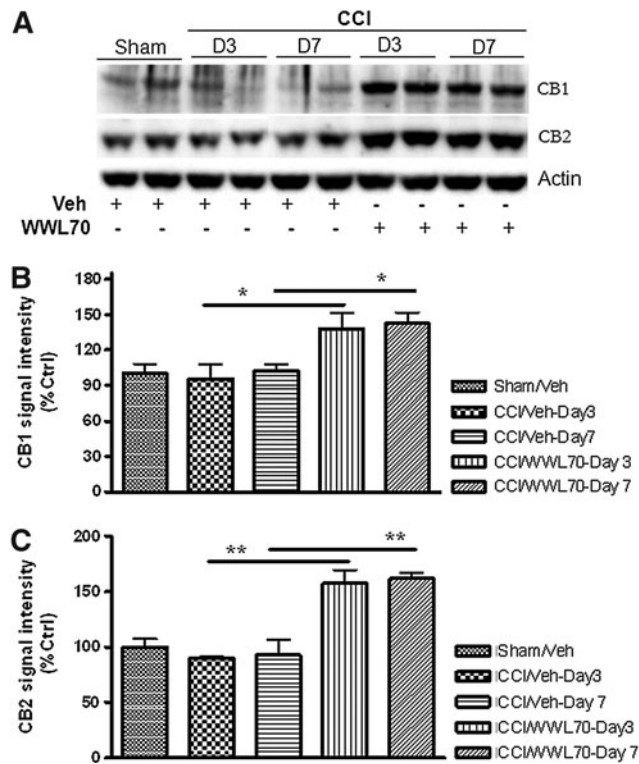 A
CCI
Sham D3 D7 D3 D7
CB1
CB2
Actin
Veh + + + + + + - - - -
WWL70 - - - - - - + + + +
B
CB1 signal intensity
(%Ctrl)
180
150
120
90
60
30
0
* *
Sham/Veh
CCI/Veh-Day3
CCI/Veh-Day7
CCI/WWL70-Day 3
CCI/WWL70-Day 7
C
CB2 signal intensity
(%Ctrl)
200
150
100
50
0
** **
Sham/Veh
CCI/Veh-Day3
CCI/Veh-Day 7
CCI/WWL70-Day3
CCI/WWL70-Day 7